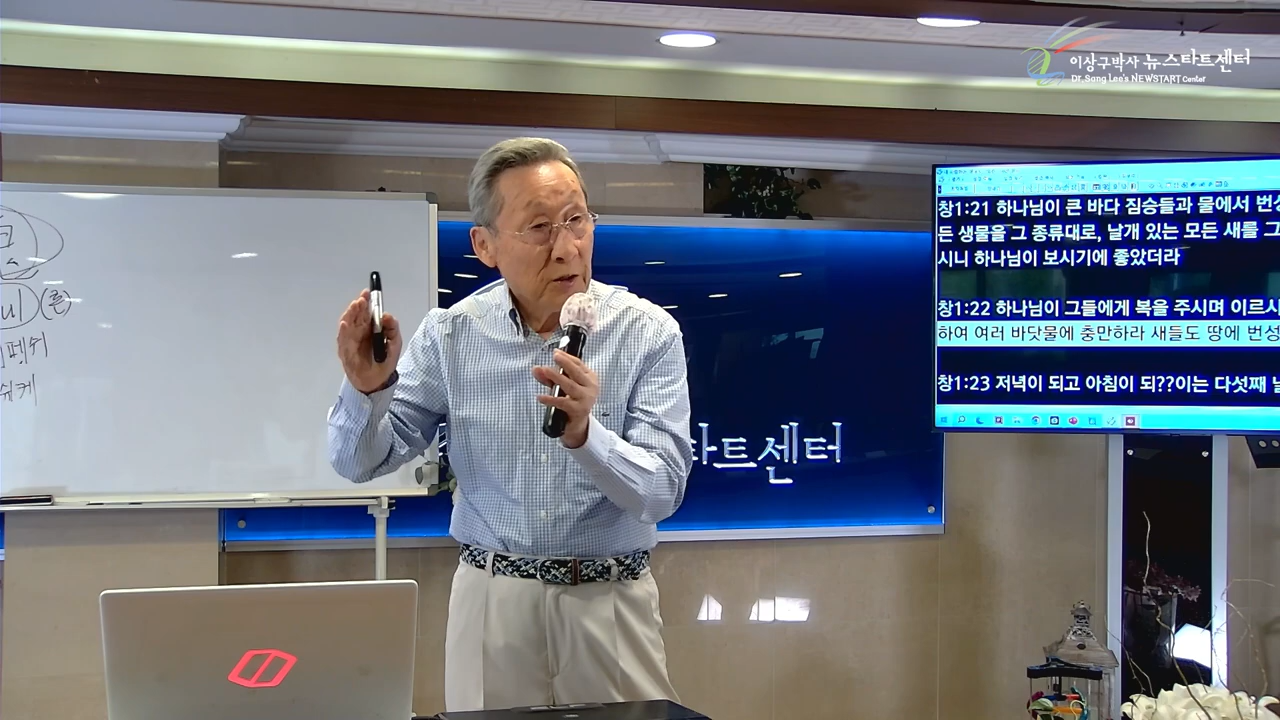 이상구박사 뉴스타트센터
Dr. Sang Lee's NEWSTART Center
창1:21 하나님이 큰 바다 짐승들과 물에서 번성
든 생물을 그 종류대로, 날개 있는 모든 새를 그
시니 하나님이 보시기에 좋았더라
창1:22 하나님이 그들에게 복을 주시며 이르시
하여 여러 바닷물에 충만하라 새들도 땅에 번성
창1:23 저녁이 되고 아침이 되??이는 다섯째 날
(혼)
펫쉬
쉬케
타트센터